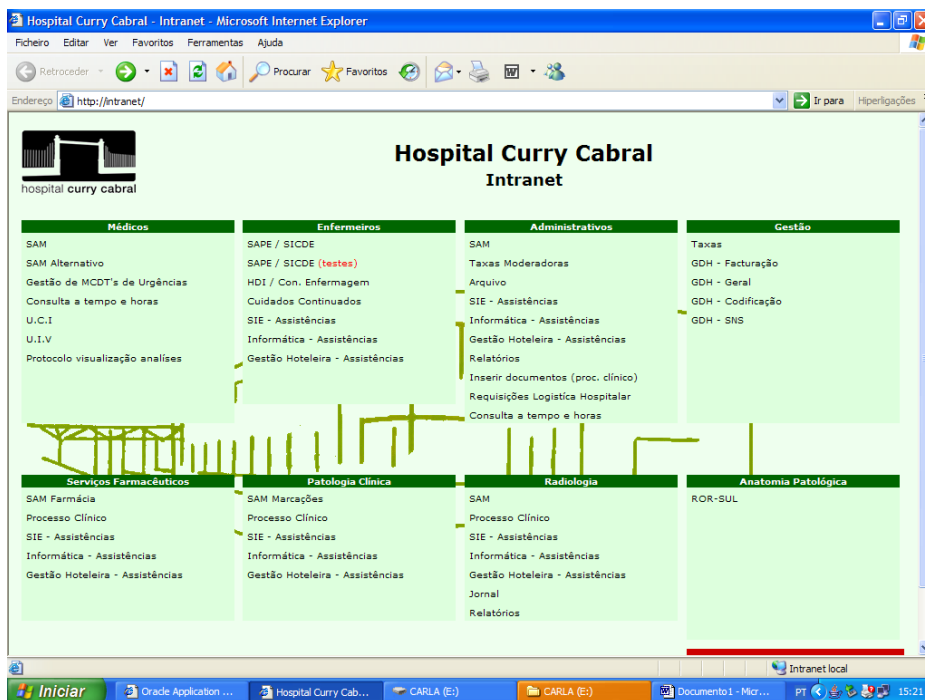 Hospital Curry Cabral - Intranet - Microsoft Internet Explorer
Ficheiro Editar Ver Favoritos Ferramentas Ajuda
Retroceder Procurar Favoritos
Endereço http://intranet/ Ir para Hiperligações
hospital curry cabral
Hospital Curry Cabral
Intranet
Médicos
SAM
SAM Alternativo
Gestão de MCDT's de Urgências
Consulta a tempo e horas
U.C.I
U.I.V
Protocolo visualização analíses
Enfermeiros
SAPE / SICDE
SAPE / SICDE (testes)
HDI / Con. Enfermagem
Cuidados Continuados
SIE - Assistências
Informática - Assistências
Gestão Hoteleira - Assistências
Administrativos
SAM
Taxas Moderadoras
Arquivo
SIE - Assistências
Informática - Assistências
Gestão Hoteleira - Assistências
Relatórios
Inserir documentos (proc. clínico)
Requisições Logistíca Hospitalar
Consulta a tempo e horas
Gestão
Taxas
GDH - Facturação
GDH - Geral
GDH - Codificação
GDH - SNS
Serviços Farmacêuticos
SAM Farmácia
Processo Clínico
SIE - Assistências
Informática - Assistências
Gestão Hoteleira - Assistências
Patologia Clínica
SAM Marcações
Processo Clínico
SIE - Assistências
Informática - Assistências
Gestão Hoteleira - Assistências
Radiologia
SAM
Processo Clínico
SIE - Assistências
Informática - Assistências
Gestão Hoteleira - Assistências
Jornal
Relatórios
Anatomia Patológica
ROR-SUL
Intranet local
Iniciar Oracle Application ... Hospital Curry Cab... CARLA (E:) CARLA (E:) Documento1 - Micr... PT 15:21